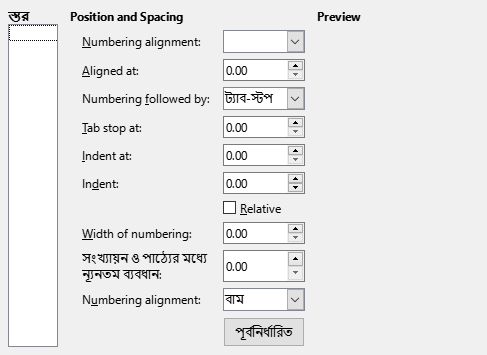 স্তর
Position and Spacing
Preview
Numbering alignment:
Aligned at: 0.00
Numbering followed by: ট্যাব-স্টপ
Tab stop at: 0.00
Indent at: 0.00
Indent: 0.00
Relative
Width of numbering: 0.00
সংখ্যায়ন ও পাঠ্যের মধ্যে
ন্যূনতম ব্যবধান: 0.00
Numbering alignment: বাম
পূর্বনির্ধারিত